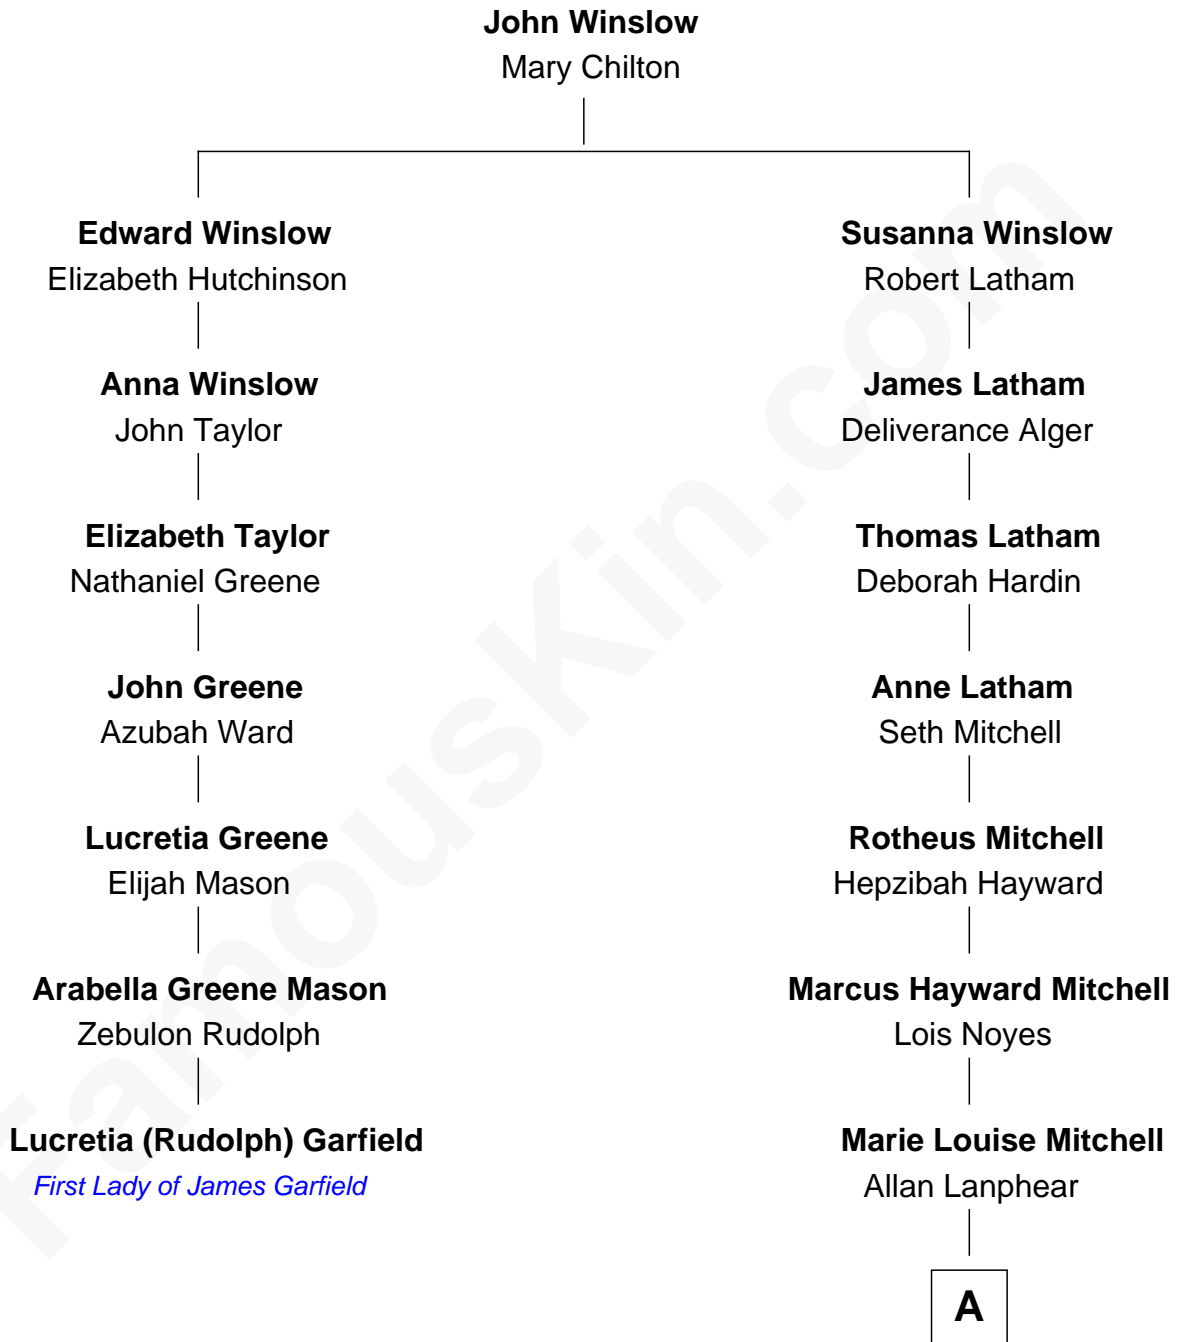 John Winslow
Mary Chilton
Edward Winslow
Elizabeth Hutchinson
Susanna Winslow
Robert Latham
Anna Winslow
John Taylor
James Latham
Deliverance Alger
Elizabeth Taylor
Nathaniel Greene
Thomas Latham
Deborah Hardin
John Greene
Azubah Ward
Anne Latham
Seth Mitchell
Lucretia Greene
Elijah Mason
Rotheus Mitchell
Hepzibah Hayward
Arabella Greene Mason
Zebulon Rudolph
Marcus Hayward Mitchell
Lois Noyes
Lucretia (Rudolph) Garfield
First Lady of James Garfield
Marie Louise Mitchell
Allan Lanphear
A
FamousKin.com